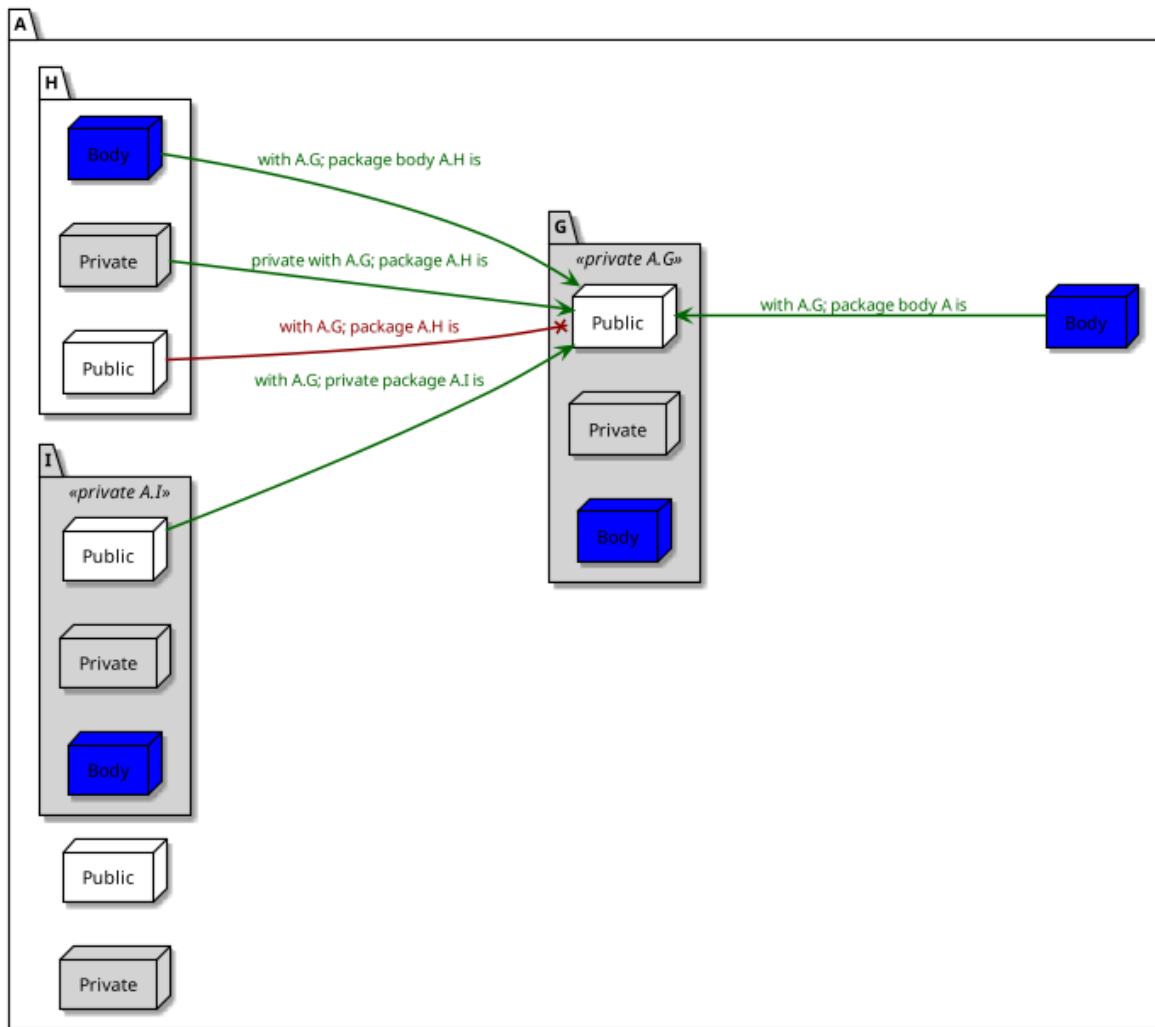 A
H
Body
with A.G; package body A.H is
Private
private with A.G; package A.H is
Public
with A.G; package A.H is
with A.G; private package A.I is
G
«private A.G»
Public
Private
Body
with A.G; package body A is
Body
I
«private A.I»
Public
Private
Body
Public
Private